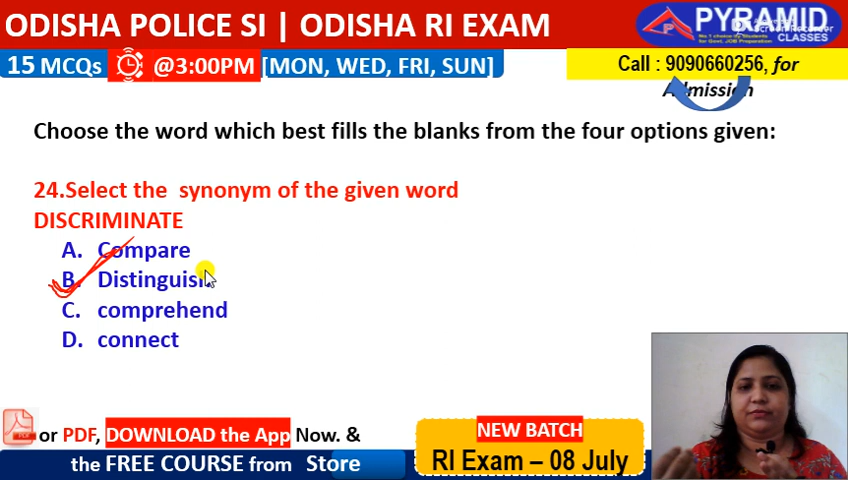 ODISHA POLICE SI | ODISHA RI EXAM
PYRAMID
CLASSES
15 MCQs @3:00PM [MON, WED, FRI, SUN]
Call : 9090660256, for
Admission
Choose the word which best fills the blanks from the four options given:
24.Select the synonym of the given word
DISCRIMINATE
A. Compare
B. Distinguish
C. comprehend
D. connect
or PDF, DOWNLOAD the App Now. &
the FREE COURSE from Store
NEW BATCH
RI Exam – 08 July